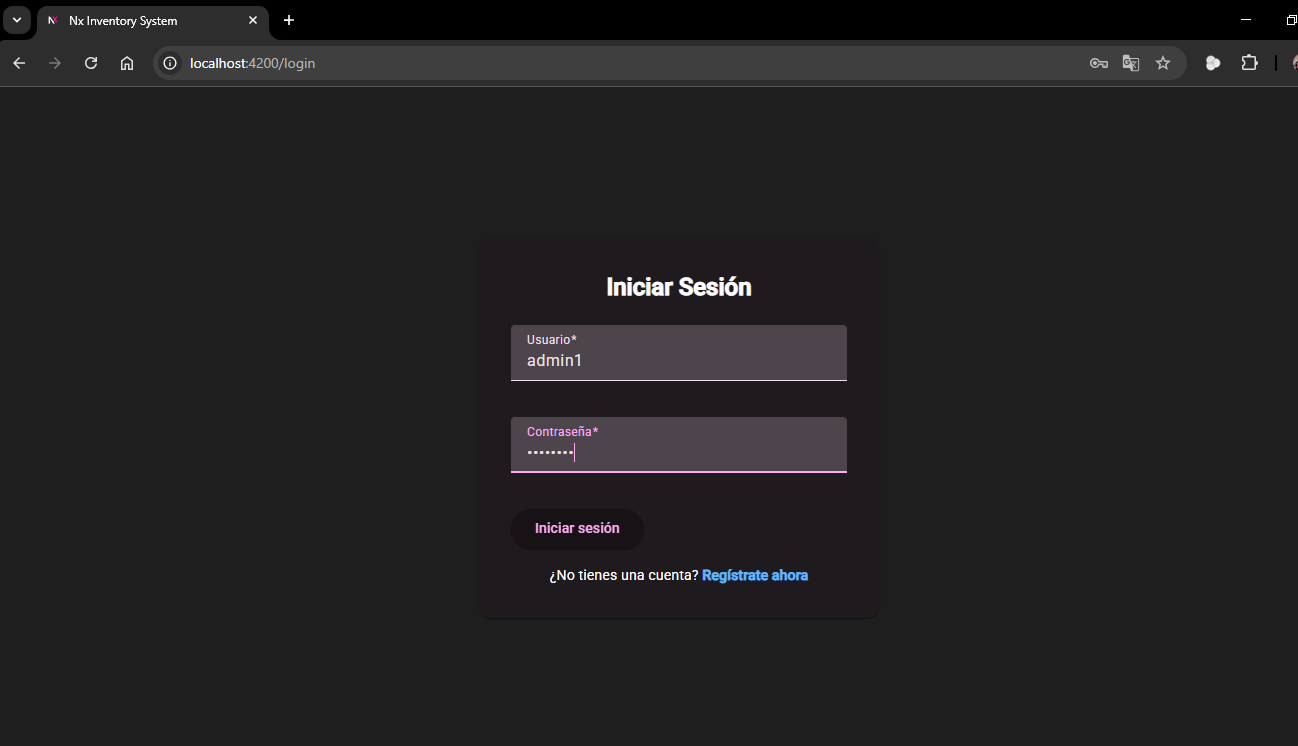 Nx Inventory System
localhost:4200/login
Iniciar Sesión
Usuario*
admin1
Contraseña*
••••••••
Iniciar sesión
¿No tienes una cuenta? Regístrate ahora